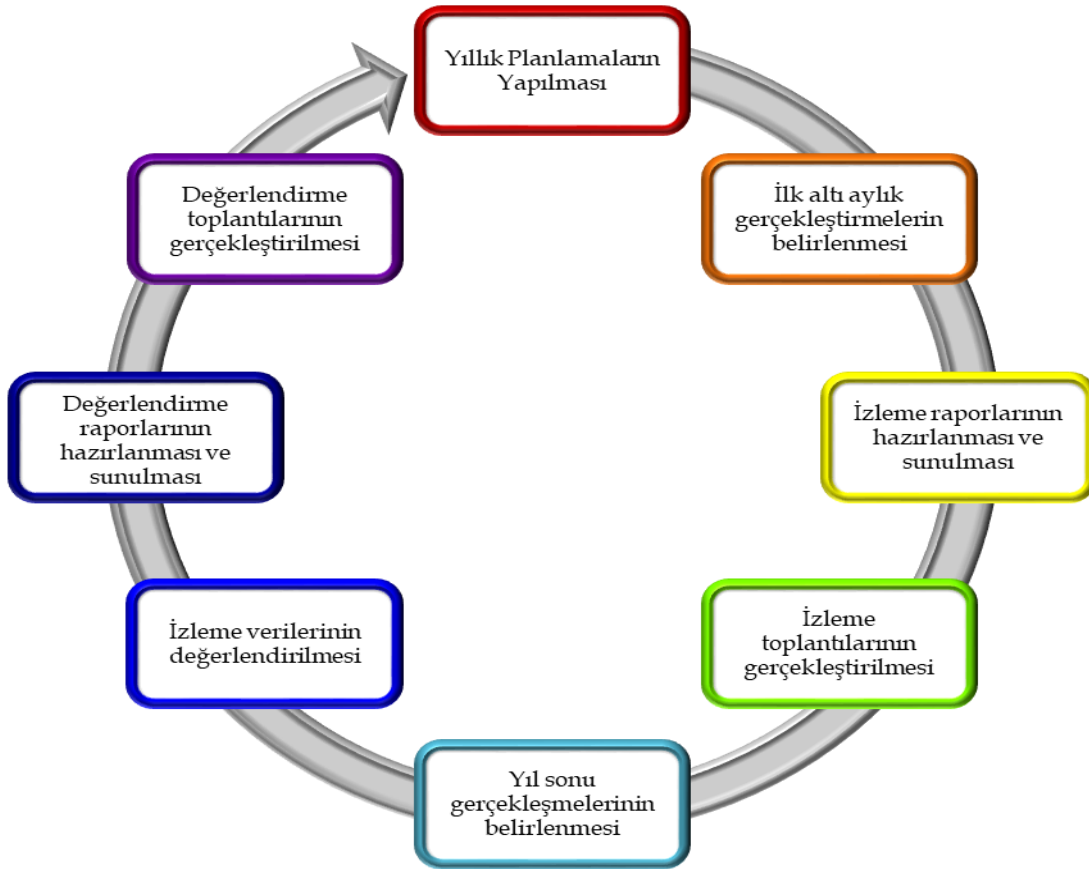 Yıllık Planlamaların
Yapılması
İlk altı aylık
gerçekleştirmelerin
belirlenmesi
İzleme raporlarının
hazırlanması ve
sunulması
İzleme
toplantılarının
gerçekleştirilmesi
Yıl sonu
gerçekleşmelerinin
belirlenmesi
İzleme verilerinin
değerlendirilmesi
Değerlendirme
raporlarının
hazırlanması ve
sunulması
Değerlendirme
toplantılarının
gerçekleştirilmesi